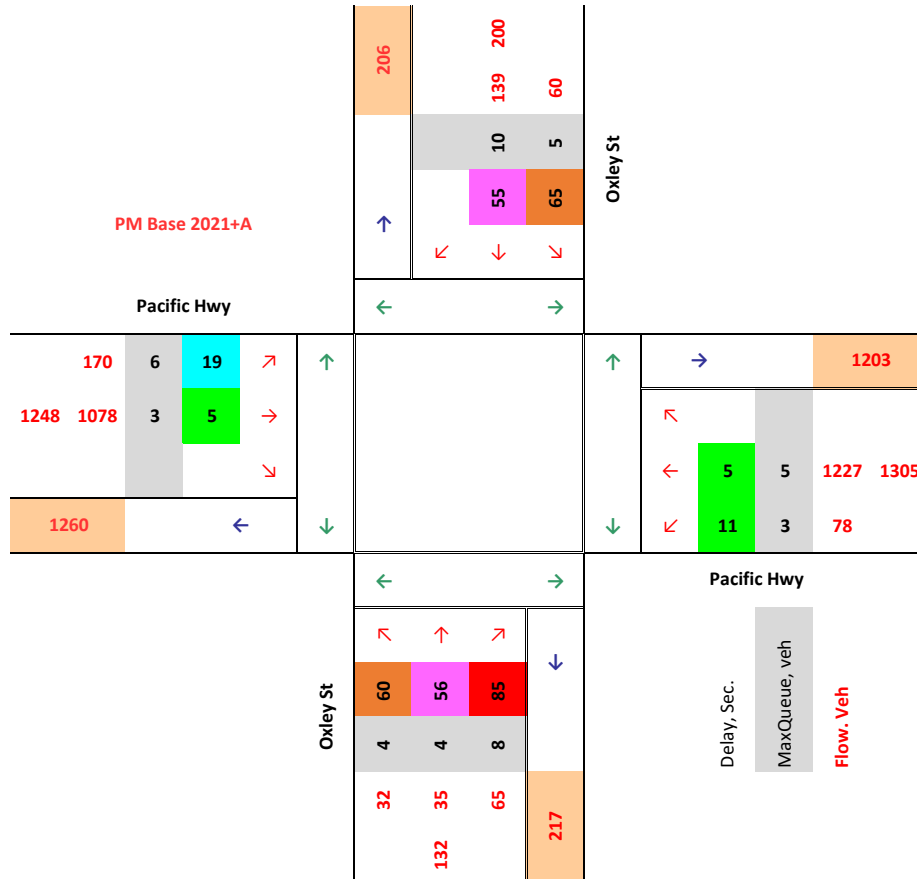 206
139 200
60
10
5
55
65
Oxley St
PM Base 2021+A
↑
↙ ↓ ↘
Pacific Hwy
← →
170 6 19 ↗
1248 1078 3 5 →
↘
1260 ←
↑
↓
↑
↓
→ 1203
↖
← 5 5 1227 1305
↙ 11 3 78
← →
Pacific Hwy
↖ ↑ ↗
↓
Oxley St
60 56 85
4 4 8
32 35 65
132
217
Delay, Sec.
MaxQueue, veh
Flow. Veh